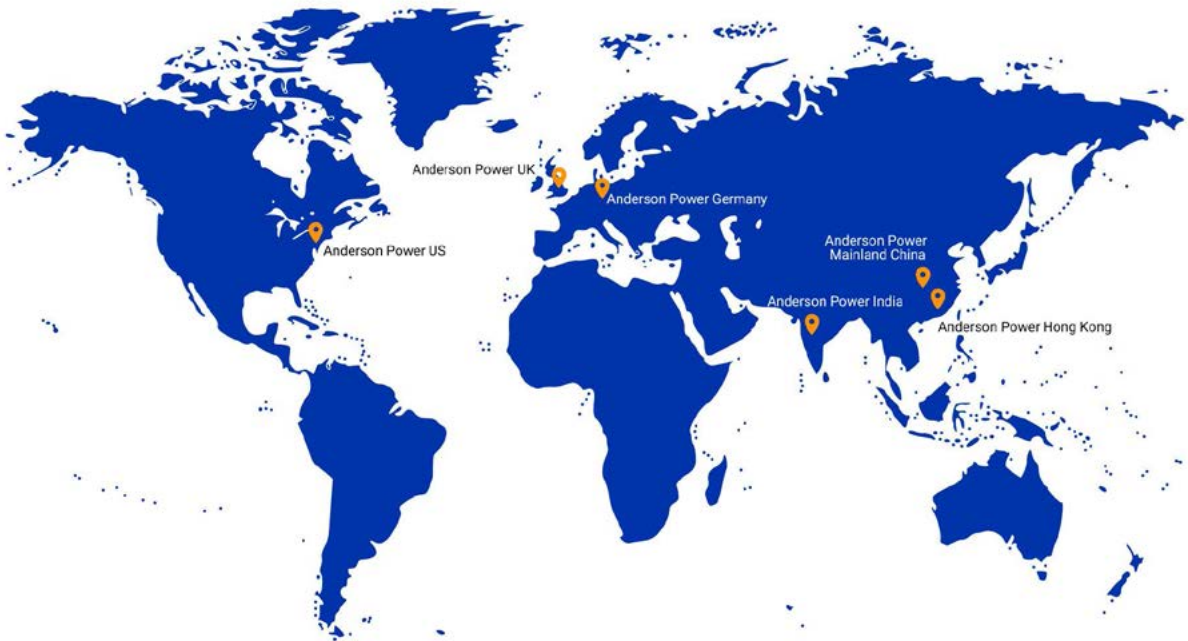 Anderson Power UK
Anderson Power Germany
Anderson Power US
Anderson Power
Mainland China
Anderson Power India
Anderson Power Hong Kong